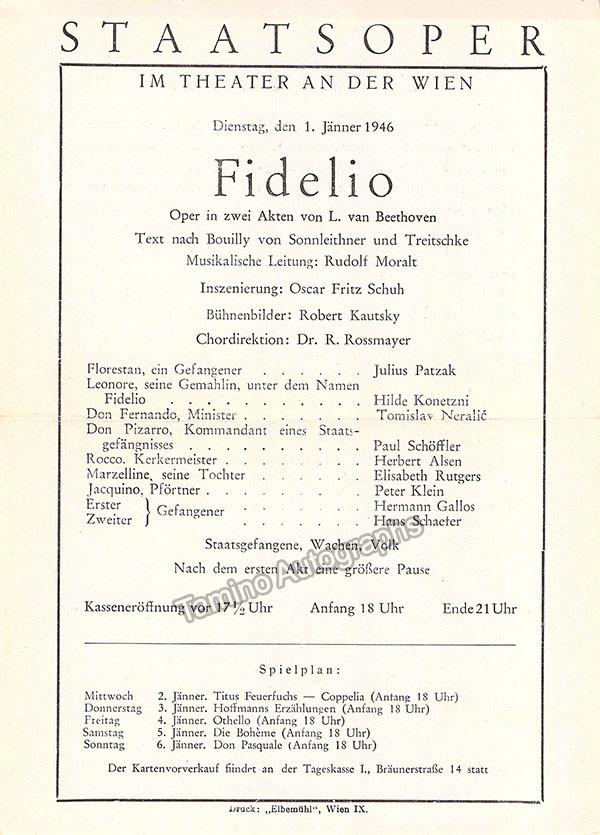 STAATSOPER
IM THEATER AN DER WIEN
Dienstag, den 1. Jänner 1946
Fidelio
Oper in zwei Akten von L. van Beethoven
Text nach Bouilly von Sonnleithner und Treitschke
Musikalische Leitung: Rudolf Moralt
Inszenierung: Oscar Fritz Schuh
Bühnenbilder: Robert Kautsky
Chordirektion: Dr. R. Rossmayer
Florestan, ein Gefangener . . . . . . Julius Patzak
Leonore, seine Gemahlin, unter dem Namen
Fidelio . . . . . . . . . . . Hilde Konetzni
Don Fernando, Minister . . . . . . . Tomislav Neralić
Don Pizarro, Kommandant eines Staats-
gefängnisses . . . . . . . . . Paul Schöffler
Rocco, Kerkermeister . . . . . . . . Herbert Alsen
Marzelline, seine Tochter . . . . . . Elisabeth Rutgers
Jacquino, Pförtner . . . . . . . . . Peter Klein
Erster } Gefangener . . . . . . Hermann Gallos
Zweiter } . . . . . . Hans Schaefer
Staatsgefangene, Wachen, Volk
Nach dem ersten Akt eine größere Pause
Tamino Autographs
Kasseneröffnung vor 17½ Uhr Anfang 18 Uhr Ende 21 Uhr
Spielplan:
Mittwoch 2. Jänner. Titus Feuerfuchs — Coppelia (Anfang 18 Uhr)
Donnerstag 3. Jänner. Hoffmanns Erzählungen (Anfang 18 Uhr)
Freitag 4. Jänner. Othello (Anfang 18 Uhr)
Samstag 5. Jänner. Die Bohème (Anfang 18 Uhr)
Sonntag 6. Jänner. Don Pasquale (Anfang 18 Uhr)
Der Kartenvorverkauf findet an der Tageskasse I., Bräunerstraße 14 statt
Druck: „Elbemühl“, Wien IX.